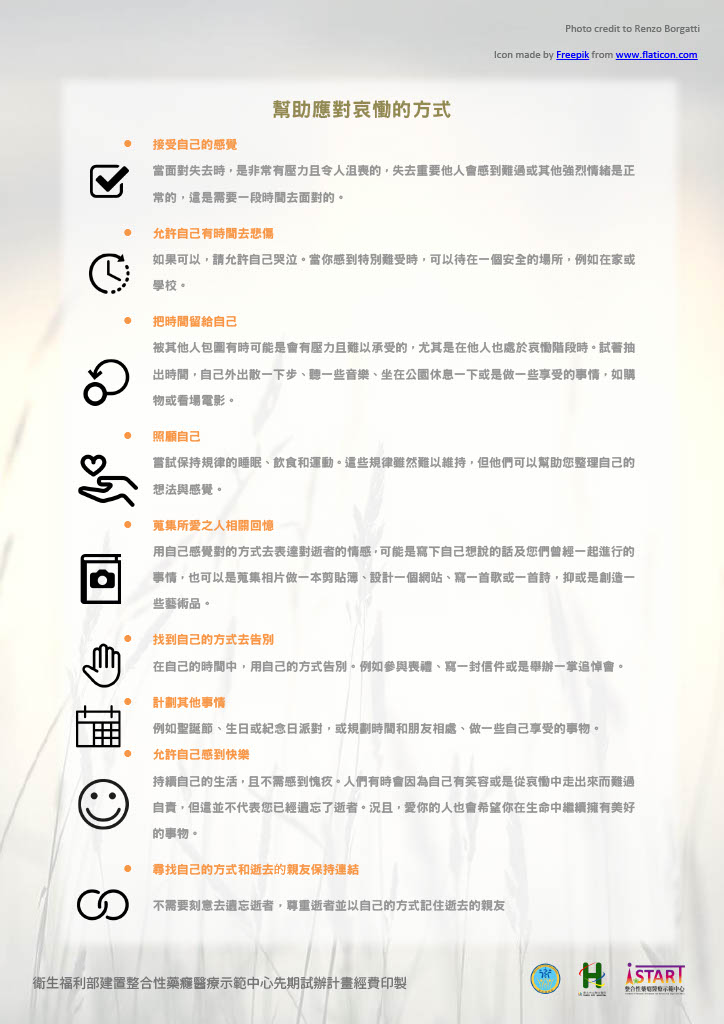 Photo credit to Renzo Borgatti
Icon made by Freepik from www.flaticon.com
幫助應對哀慟的方式
接受自己的感覺
當面對失去時，是非常有壓力且令人沮喪的，失去重要他人會感到難過或其他強烈情緒是正
常的，這是需要一段時間去面對的。
允許自己有時間去悲傷
如果可以，請允許自己哭泣。當你感到特別難受時，可以待在一個安全的場所，例如在家或
學校。
把時間留給自己
被其他人包圍有時可能是會有壓力且難以承受的，尤其是在他人也處於哀慟階段時。試著抽
出時間，自己外出散一下步、聽一些音樂、坐在公園休息一下或是做一些享受的事情，如購
物或看場電影。
照顧自己
嘗試保持規律的睡眠、飲食和運動。這些規律雖然難以維持，但他們可以幫助您整理自己的
想法與感覺。
蒐集所愛之人相關回憶
用自己感覺對的方式去表達對逝者的情感，可能是寫下自己想說的話及您們曾經一起進行的
事情，也可以是蒐集相片做一本剪貼簿、設計一個網站、寫一首歌或一首詩，抑或是創造一
些藝術品。
找到自己的方式去告別
在自己的時間中，用自己的方式告別。例如參與喪禮、寫一封信件或是舉辦一掌追悼會。
計劃其他事情
例如聖誕節、生日或紀念日派對，或規劃時間和朋友相處、做一些自己享受的事物。
允許自己感到快樂
持續自己的生活，且不需感到愧疚。人們有時會因為自己有笑容或是從哀慟中走出來而難過
自責，但這並不代表您已經遺忘了逝者。況且，愛你的人也會希望你在生命中繼續擁有美好
的事物。
尋找自己的方式和逝去的親友保持連結
不需要刻意去遺忘逝者，尊重逝者並以自己的方式記住逝去的親友
衛生福利部建置整合性藥癮醫療示範中心先期試辦計畫經費印製
iSTART
整合性藥癮醫療示範中心